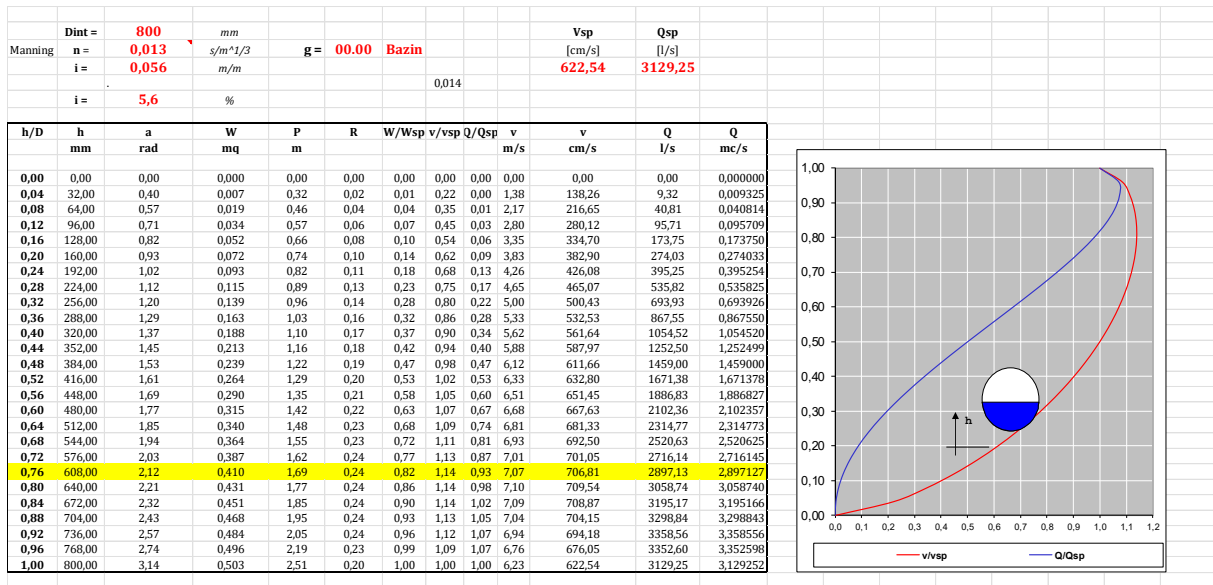 Dint = 800 mm Vsp Qsp
Manning n = 0,013 s/m^1/3 g = 00.00 Bazin [cm/s] [l/s]
i = 0,056 m/m 622,54 3129,25
. 0,014
i = 5,6 %
h/D h a W P R W/Wsp v/vsp Q/Qsp v v Q Q
mm rad mq m m/s cm/s l/s mc/s
0,00 0,00 0,00 0,000 0,00 0,00 0,00 0,00 0,00 0,00 0,00 0,00 0,000000
0,04 32,00 0,40 0,007 0,32 0,02 0,01 0,22 0,00 1,38 138,26 9,32 0,009325
0,08 64,00 0,57 0,019 0,46 0,04 0,04 0,35 0,01 2,17 216,65 40,81 0,040814
0,12 96,00 0,71 0,034 0,57 0,06 0,07 0,45 0,03 2,80 280,12 95,71 0,095709
0,16 128,00 0,82 0,052 0,66 0,08 0,10 0,54 0,06 3,35 334,70 173,75 0,173750
0,20 160,00 0,93 0,072 0,74 0,10 0,14 0,62 0,09 3,83 382,90 274,03 0,274033
0,24 192,00 1,02 0,093 0,82 0,11 0,18 0,68 0,13 4,26 426,08 395,25 0,395254
0,28 224,00 1,12 0,115 0,89 0,13 0,23 0,75 0,17 4,65 465,07 535,82 0,535825
0,32 256,00 1,20 0,139 0,96 0,14 0,28 0,80 0,22 5,00 500,43 693,93 0,693926
0,36 288,00 1,29 0,163 1,03 0,16 0,32 0,86 0,28 5,33 532,53 867,55 0,867550
0,40 320,00 1,37 0,188 1,10 0,17 0,37 0,90 0,34 5,62 561,64 1054,52 1,054520
0,44 352,00 1,45 0,213 1,16 0,18 0,42 0,94 0,40 5,88 587,97 1252,50 1,252499
0,48 384,00 1,53 0,239 1,22 0,19 0,47 0,98 0,47 6,12 611,66 1459,00 1,459000
0,52 416,00 1,61 0,264 1,29 0,20 0,53 1,02 0,53 6,33 632,80 1671,38 1,671378
0,56 448,00 1,69 0,290 1,35 0,21 0,58 1,05 0,60 6,51 651,45 1886,83 1,886827
0,60 480,00 1,77 0,315 1,42 0,22 0,63 1,07 0,67 6,68 667,63 2102,36 2,102357
0,64 512,00 1,85 0,340 1,48 0,23 0,68 1,09 0,74 6,81 681,33 2314,77 2,314773
0,68 544,00 1,94 0,364 1,55 0,23 0,72 1,11 0,81 6,93 692,50 2520,63 2,520625
0,72 576,00 2,03 0,387 1,62 0,24 0,77 1,13 0,87 7,01 701,05 2716,14 2,716145
0,76 608,00 2,12 0,410 1,69 0,24 0,82 1,14 0,93 7,07 706,81 2897,13 2,897127
0,80 640,00 2,21 0,431 1,77 0,24 0,86 1,14 0,98 7,10 709,54 3058,74 3,058740
0,84 672,00 2,32 0,451 1,85 0,24 0,90 1,14 1,02 7,09 708,87 3195,17 3,195166
0,88 704,00 2,43 0,468 1,95 0,24 0,93 1,13 1,05 7,04 704,15 3298,84 3,298843
0,92 736,00 2,57 0,484 2,05 0,24 0,96 1,12 1,07 6,94 694,18 3358,56 3,358556
0,96 768,00 2,74 0,496 2,19 0,23 0,99 1,09 1,07 6,76 676,05 3352,60 3,352598
1,00 800,00 3,14 0,503 2,51 0,20 1,00 1,00 1,00 6,23 622,54 3129,25 3,129252
1,00
0,90
0,80
0,70
0,60
0,50
0,40
0,30
h
0,20
0,10
0,00
0,0 0,1 0,2 0,3 0,4 0,5 0,6 0,7 0,8 0,9 1,0 1,1 1,2
v/vsp Q/Qsp